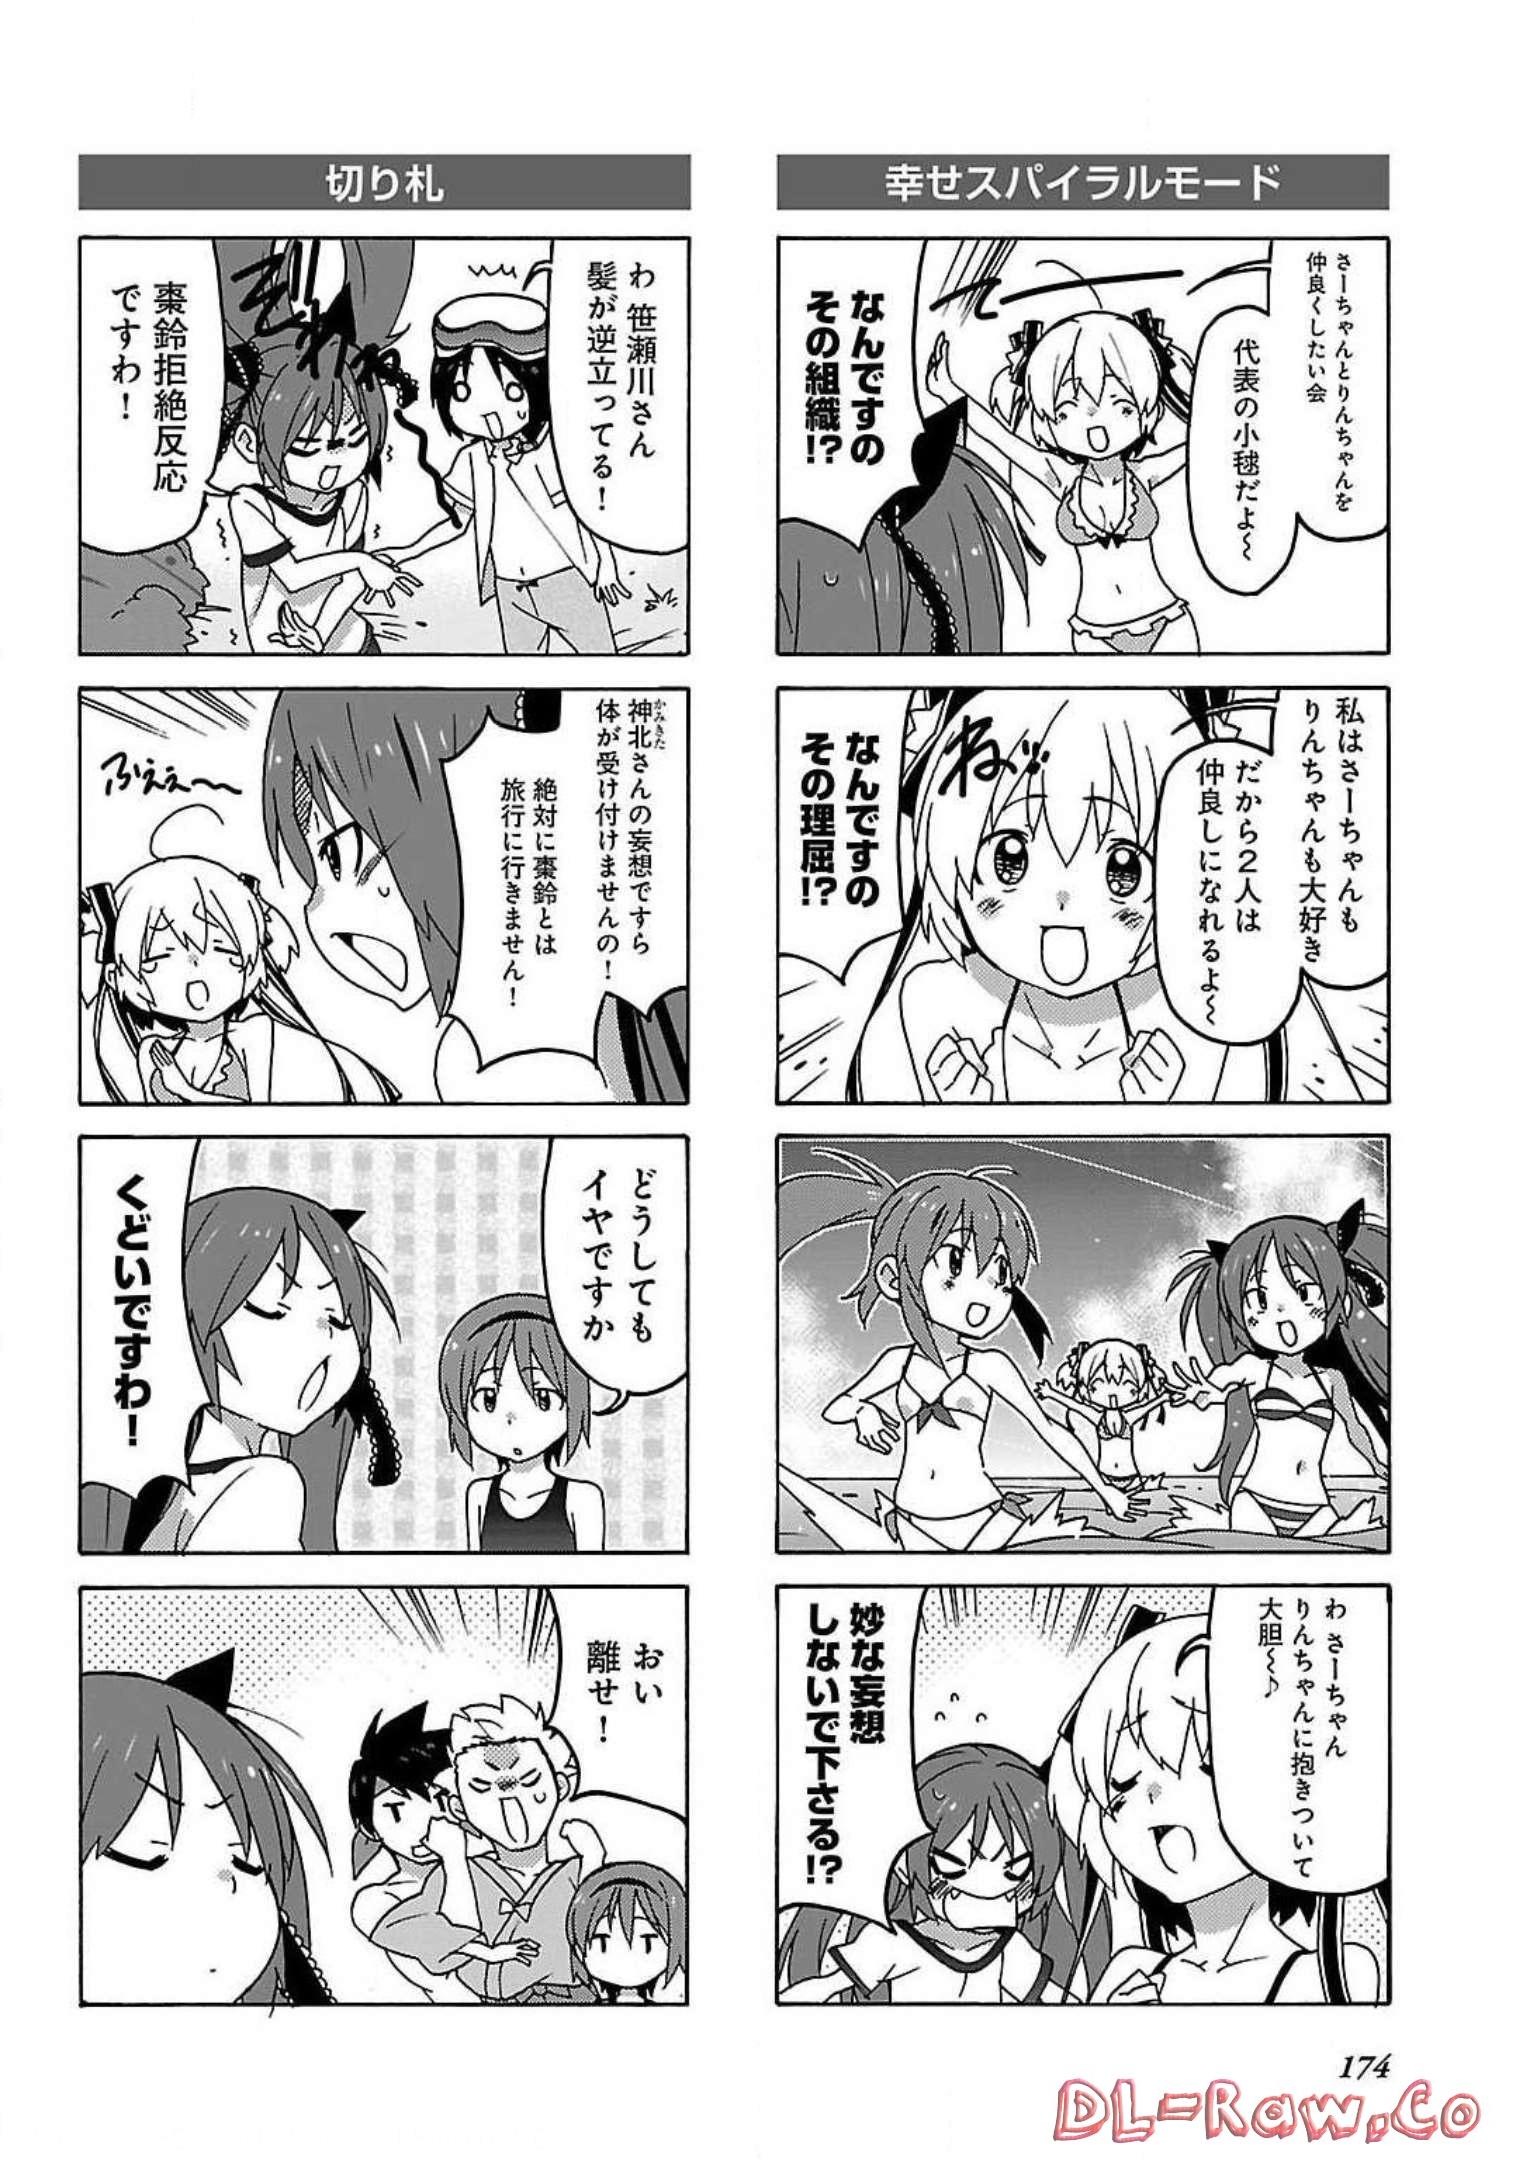 幸せスパイラルモード
さーちゃんとりんちゃんを
仲良くしたい会
代表の小毬だよ～
なんですの
その組織!?
私はさーちゃんも
りんちゃんも大好き
だから2人は
仲良しになれるよ～
ねッ
なんですの
その理屈!?
わ さーちゃん
りんちゃんに抱きついて
大胆～♪
妙な妄想
しないで下さる!?
切り札
わ 笹瀬川さん
髪が逆立ってる！
棗鈴拒絶反応
ですわ！
神北さんの妄想ですら
かみきた
体が受け付けませんの！
絶対に棗鈴とは
旅行に行きません！
ふえぇ～
どうしても
イヤですか
くどいですわ！
おい
離せ！
174
DL-Raw.Co